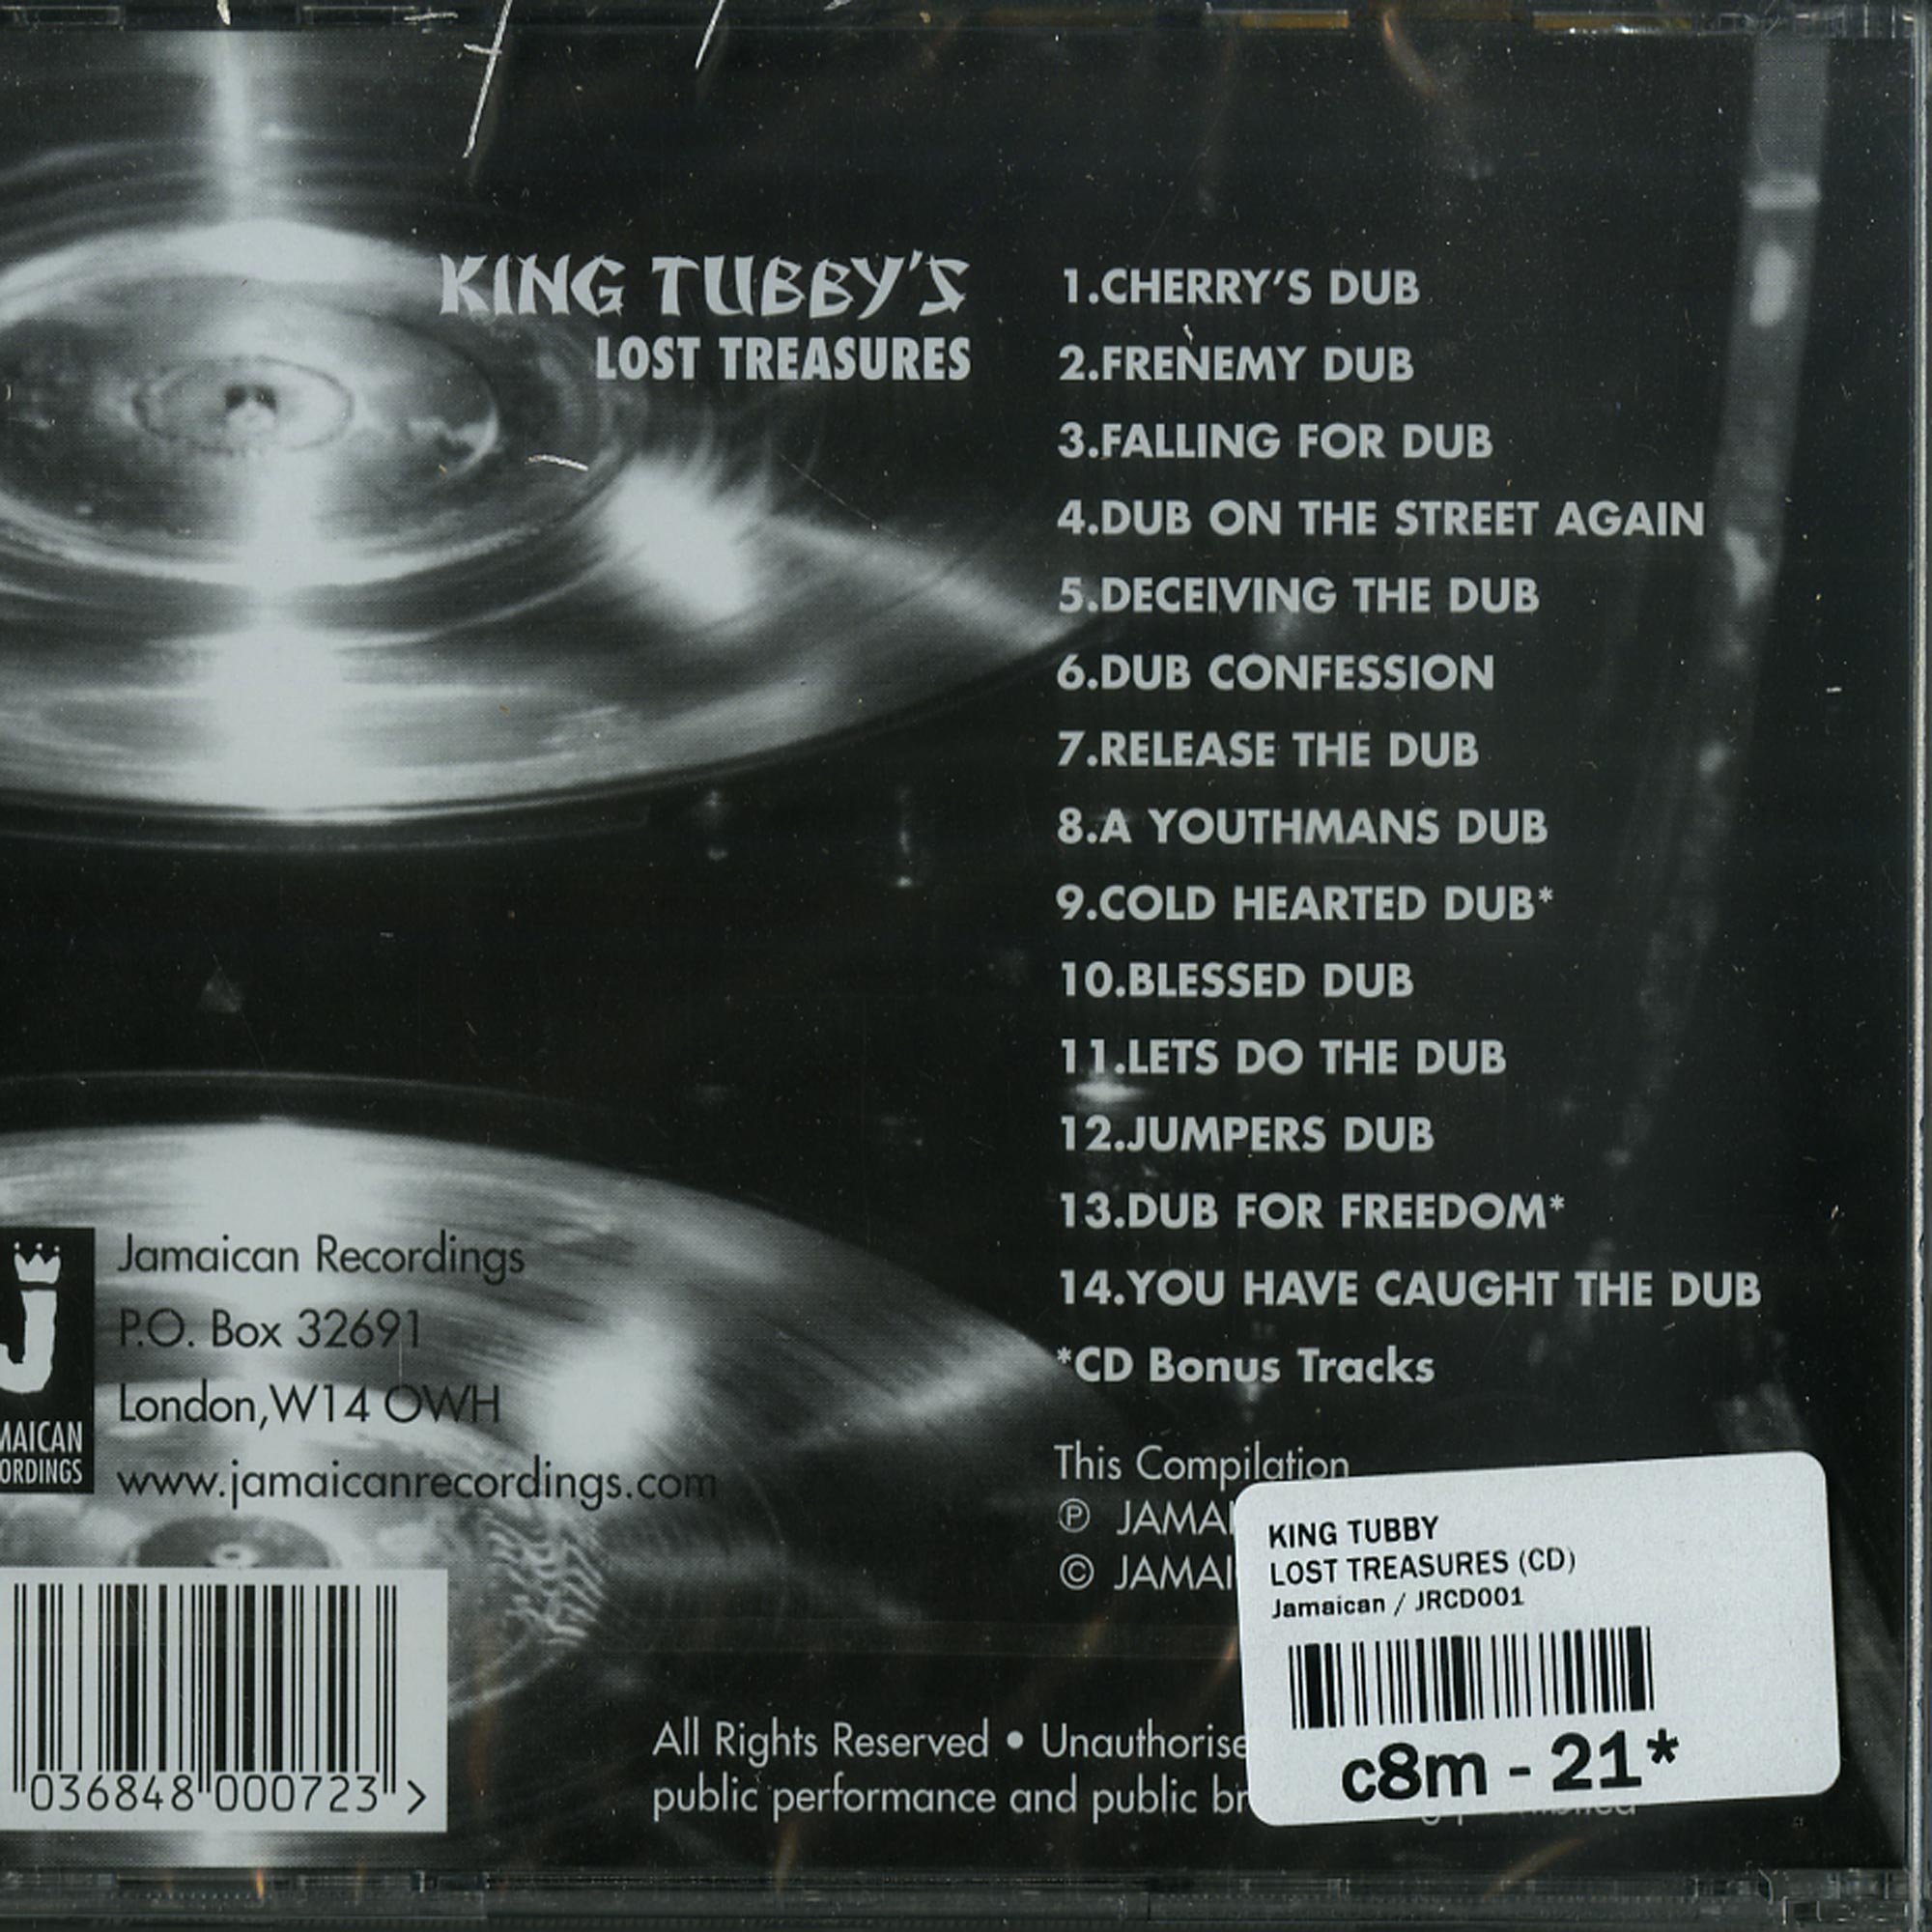 KING TUBBY'S
LOST TREASURES
1.CHERRY'S DUB
2.FRENEMY DUB
3.FALLING FOR DUB
4.DUB ON THE STREET AGAIN
5.DECEIVING THE DUB
6.DUB CONFESSION
7.RELEASE THE DUB
8.A YOUTHMANS DUB
9.COLD HEARTED DUB*
10.BLESSED DUB
11.LETS DO THE DUB
12.JUMPERS DUB
13.DUB FOR FREEDOM*
14.YOU HAVE CAUGHT THE DUB
*CD Bonus Tracks
This Compilation
℗ JAMAI
© JAMAI
J
MAICAN
ORDINGS
Jamaican Recordings
P.O. Box 32691
London,W14 OWH
www.jamaicanrecordings.com
036848 000723 >
All Rights Reserved • Unauthorise
public performance and public br
KING TUBBY
LOST TREASURES (CD)
Jamaican / JRCD001
c8m - 21*